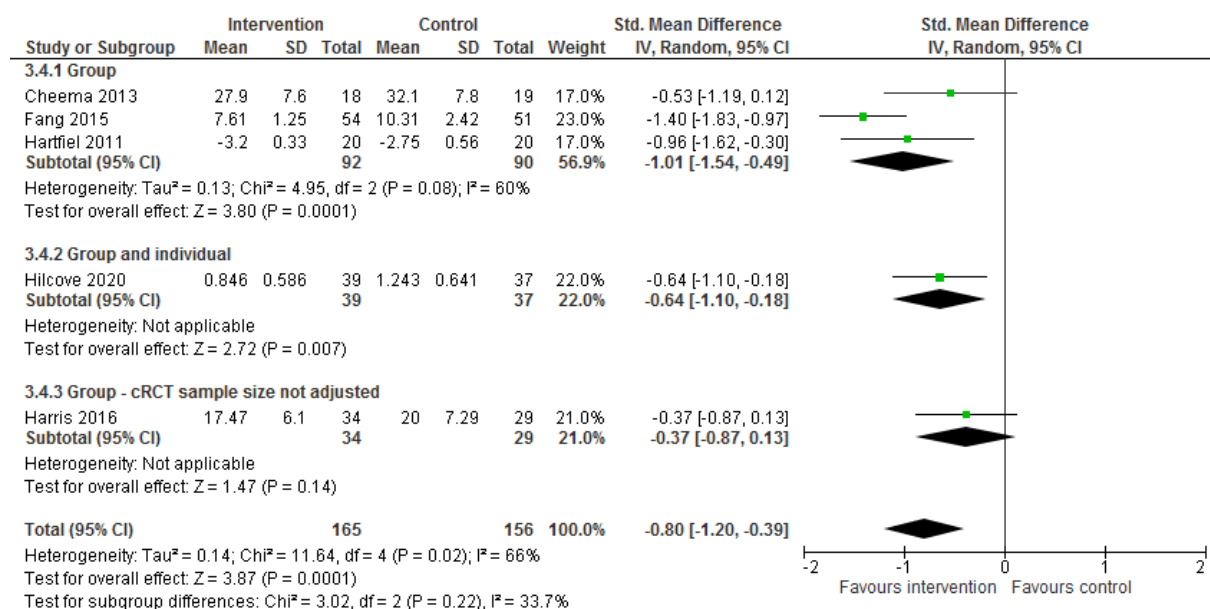 Intervention Control Std. Mean Difference Std. Mean Difference
Study or Subgroup Mean SD Total Mean SD Total Weight IV, Random, 95% CI IV, Random, 95% CI
3.4.1 Group
Cheema 2013 27.9 7.6 18 32.1 7.8 19 17.0% -0.53 [-1.19, 0.12]
Fang 2015 7.61 1.25 54 10.31 2.42 51 23.0% -1.40 [-1.83, -0.97]
Hartfiel 2011 -3.2 0.33 20 -2.75 0.56 20 17.0% -0.96 [-1.62, -0.30]
Subtotal (95% CI) 92 90 56.9% -1.01 [-1.54, -0.49]
Heterogeneity: Tau² = 0.13; Chi² = 4.95, df = 2 (P = 0.08); I² = 60%
Test for overall effect: Z = 3.80 (P = 0.0001)
3.4.2 Group and individual
Hilcove 2020 0.846 0.586 39 1.243 0.641 37 22.0% -0.64 [-1.10, -0.18]
Subtotal (95% CI) 39 37 22.0% -0.64 [-1.10, -0.18]
Heterogeneity: Not applicable
Test for overall effect: Z = 2.72 (P = 0.007)
3.4.3 Group - cRCT sample size not adjusted
Harris 2016 17.47 6.1 34 20 7.29 29 21.0% -0.37 [-0.87, 0.13]
Subtotal (95% CI) 34 29 21.0% -0.37 [-0.87, 0.13]
Heterogeneity: Not applicable
Test for overall effect: Z = 1.47 (P = 0.14)
Total (95% CI) 165 156 100.0% -0.80 [-1.20, -0.39]
Heterogeneity: Tau² = 0.14; Chi² = 11.64, df = 4 (P = 0.02); I² = 66%
Test for overall effect: Z = 3.87 (P = 0.0001)
Test for subgroup differences: Chi² = 3.02, df = 2 (P = 0.22), I² = 33.7%
-2 -1 0 1 2
Favours intervention Favours control